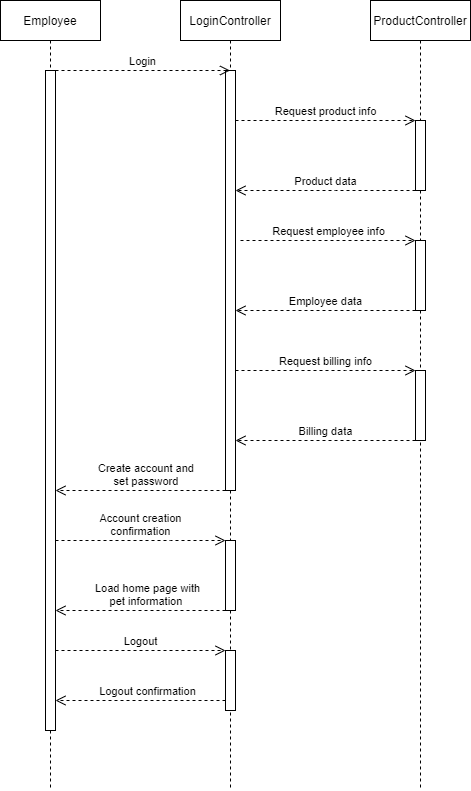 Employee
LoginController
ProductController
Login
Request product info
Product data
Request employee info
Employee data
Request billing info
Billing data
Create account and
set password
Account creation
confirmation
Load home page with
pet information
Logout
Logout confirmation